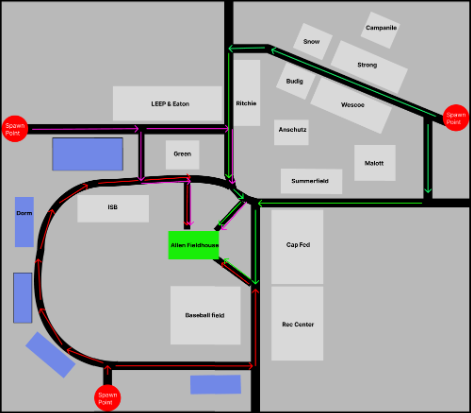 Campanile
Snow
Strong
Budig
Ritchie
Wescoe
LEEP & Eaton
Spawn
Point
Spawn
Point
Anschutz
Green
Malott
Summerfield
ISB
Dorm
Allen Fieldhouse
Cap Fed
Baseball field
Rec Center
Spawn
Point